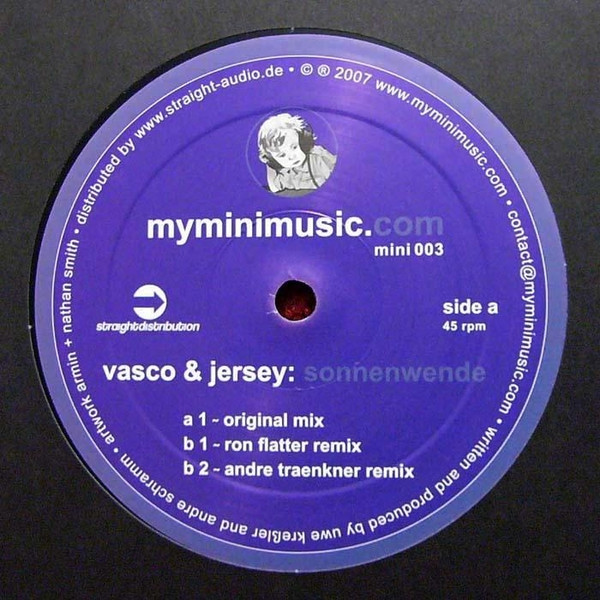 distributed by www.straight-audio.de • © ® 2007 www.myminimusic.com • contact@myminimusic.com • written and produced by uwe kreßler and andre schramm • artwork armin + nathan smith •
myminimusic.com
mini 003
side a
45 rpm
straightdistribution
vasco & jersey: sonnenwende
a 1 ~ original mix
b 1 ~ ron flatter remix
b 2 ~ andre traenkner remix